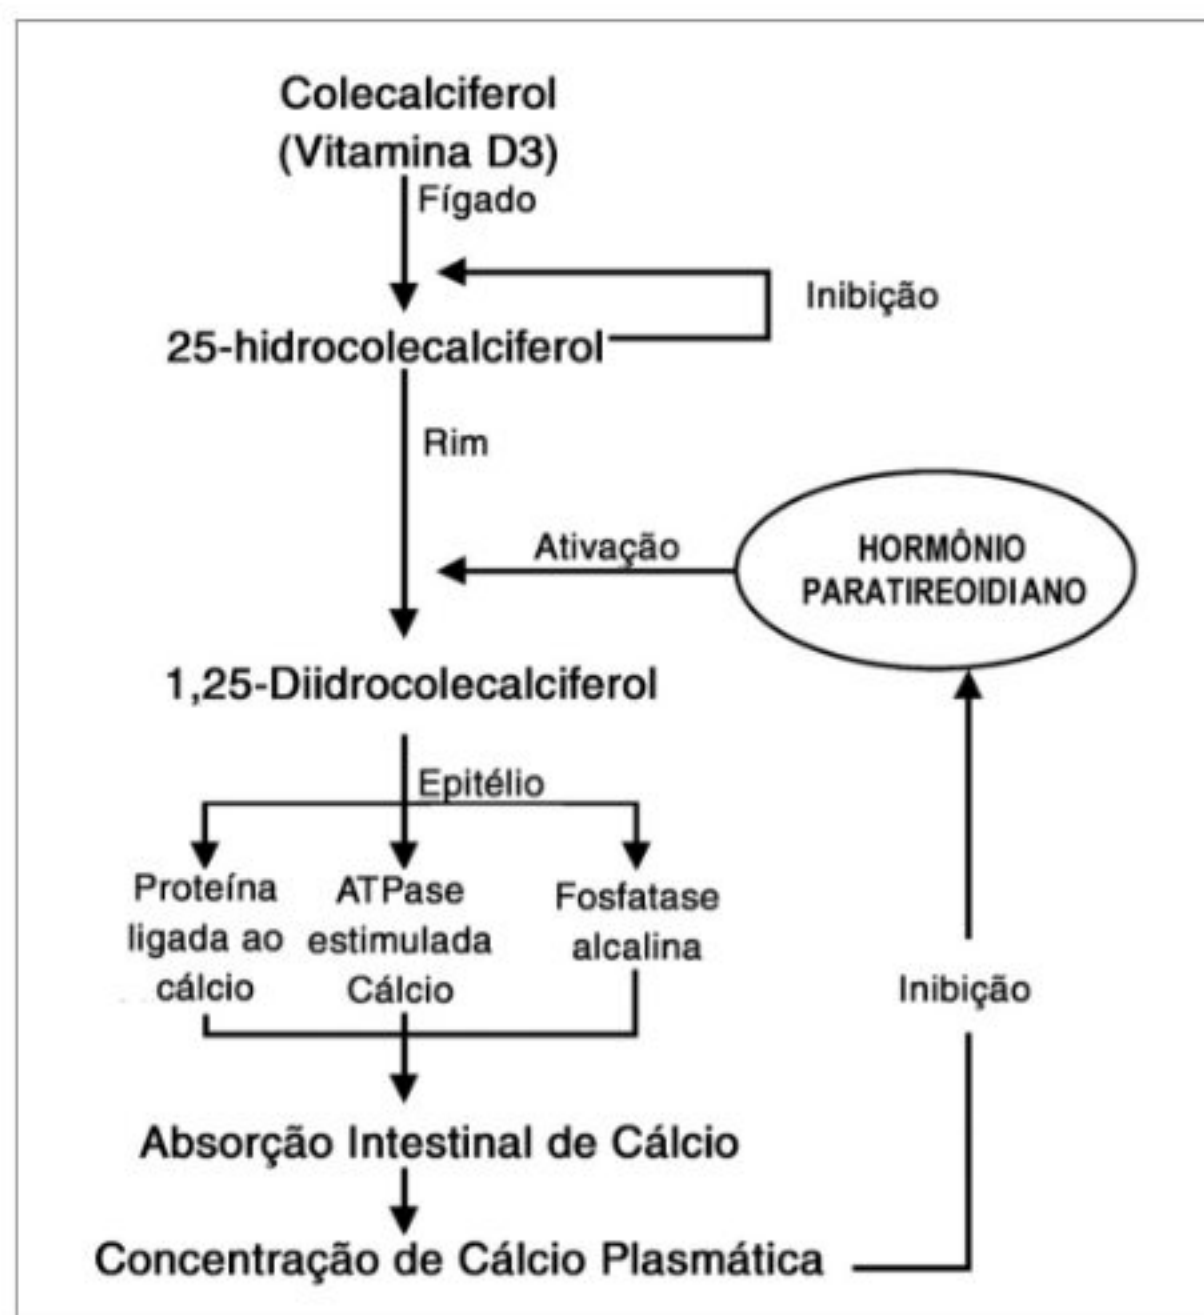 Colecalciferol
(Vitamina D3)
Fígado
Inibição
25-hidrocolecalciferol
Rim
Ativação
HORMÔNIO
PARATIREOIDIANO
1,25-Diidrocolecalciferol
Epitélio
Proteína
ligada ao
cálcio
ATPase
estimulada
Cálcio
Fosfatase
alcalina
Inibição
Absorção Intestinal de Cálcio
Concentração de Cálcio Plasmática